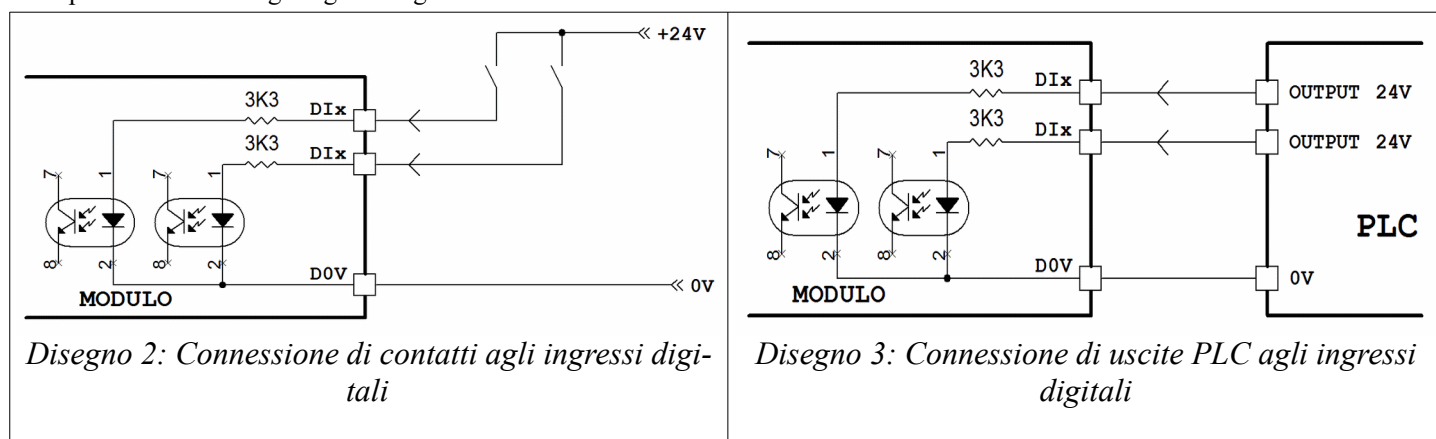 +24V
3K3
DIx
3K3
DIx
7
1
7
1
8
2
8
2
D0V
0V
MODULO
Disegno 2: Connessione di contatti agli ingressi digi-
tali
3K3
DIx
OUTPUT 24V
3K3
DIx
OUTPUT 24V
7
1
7
1
PLC
8
2
8
2
D0V
0V
MODULO
Disegno 3: Connessione di uscite PLC agli ingressi
digitali